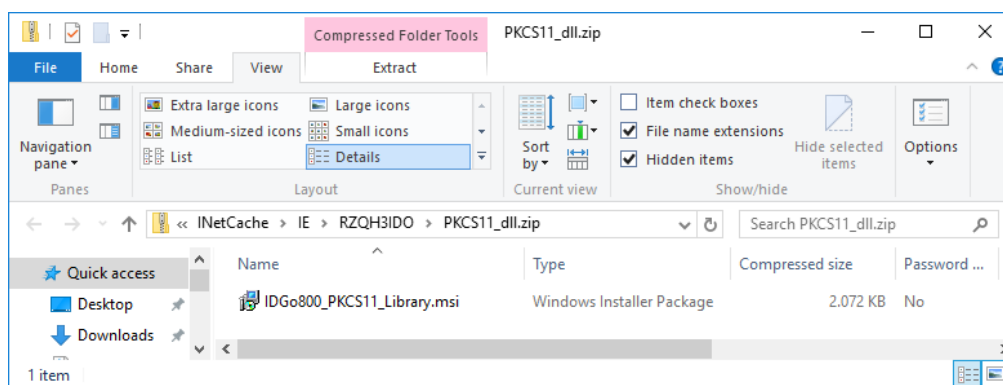 Compressed Folder Tools PKCS11_dll.zip
File Home Share View Extract
Extra large icons Large icons
Medium-sized icons Small icons
List Details
Navigation pane
Panes
Layout
Sort by
Current view
Item check boxes
File name extensions
Hidden items
Hide selected items
Show/hide
Options
« INetCache > IE > RZQH3IDO > PKCS11_dll.zip
Search PKCS11_dll.zip
Quick access
Desktop
Downloads
Name Type Compressed size Password ...
IDGo800_PKCS11_Library.msi Windows Installer Package 2.072 KB No
1 item